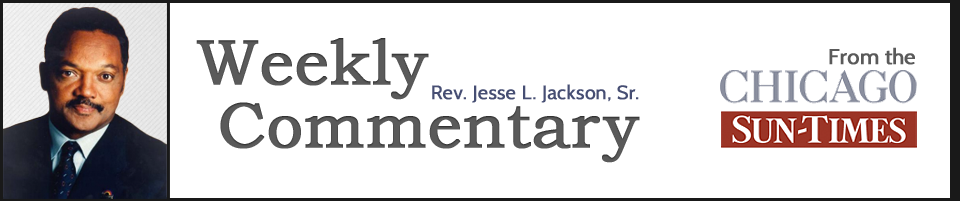 Weekly
Rev. Jesse L. Jackson, Sr.
Commentary
From the
CHICAGO
SUN-TIMES